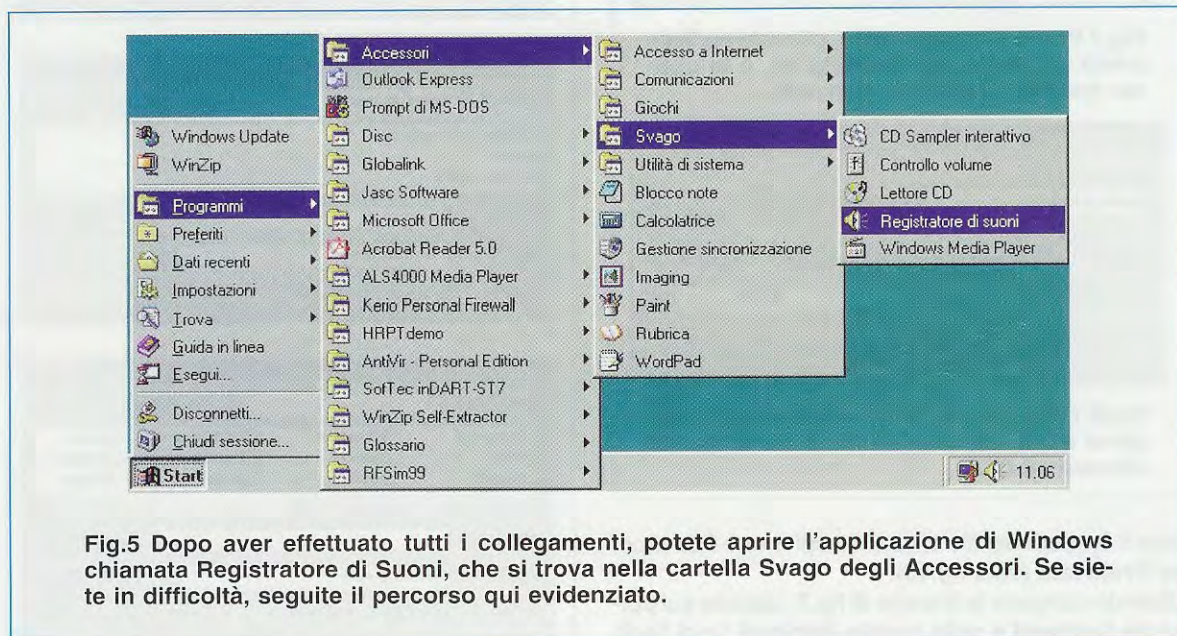 Windows Update
WinZip
Programmi
Preferiti
Dati recenti
Impostazioni
Trova
Guida in linea
Esegui...
Disconnetti...
Chiudi sessione...
Start
Accessori
Outlook Express
Prompt di MS-DOS
Disc
Globalink
Jasc Software
Microsoft Office
Acrobat Reader 5.0
ALS4000 Media Player
Kerio Personal Firewall
HRPT demo
AntiVir - Personal Edition
SofTec inDART-ST7
WinZip Self-Extractor
Glossario
RFSim99
Accesso a Internet
Comunicazioni
Giochi
Svago
Utilità di sistema
Blocco note
Calcolatrice
Gestione sincronizzazione
Imaging
Paint
Rubrica
WordPad
CD Sampler interattivo
Controllo volume
Lettore CD
Registratore di suoni
Windows Media Player
11.06
Fig.5 Dopo aver effettuato tutti i collegamenti, potete aprire l'applicazione di Windows
chiamata Registratore di Suoni, che si trova nella cartella Svago degli Accessori. Se sie-
te in difficoltà, seguite il percorso qui evidenziato.